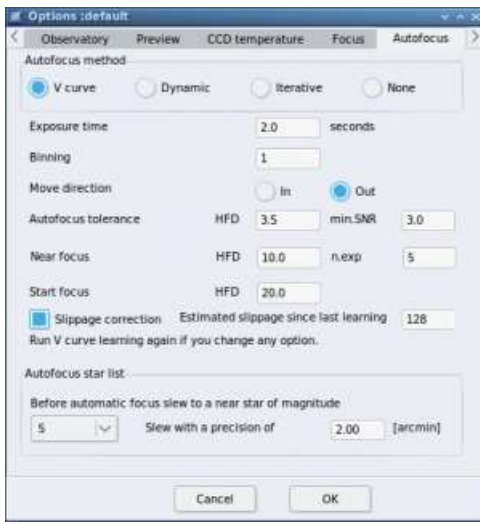 Options :default
Observatory Preview CCD temperature Focus Autofocus
Autofocus method
V curve Dynamic Iterative None
Exposure time 2.0 seconds
Binning 1
Move direction In Out
Autofocus tolerance HFD 3.5 min.SNR 3.0
Near focus HFD 10.0 n.exp 5
Start focus HFD 20.0
Slippage correction Estimated slippage since last learning 128
Run V curve learning again if you change any option.
Autofocus star list
Before automatic focus slew to a near star of magnitude
5 Slew with a precision of 2.00 [arcmin]
Cancel OK